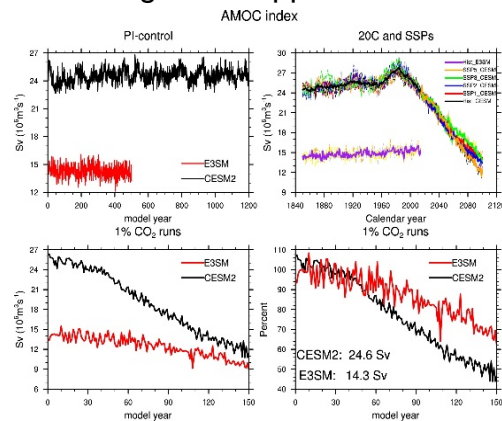 AMOC index
PI-control
20C and SSPs
27
24
21
18
15
12
Sv (10⁶m³s⁻¹)
E3SM
CESM2
0 200 400 600 800 1000 1200
model year
30
27
24
21
18
15
12
9
Sv (10⁶m³s⁻¹)
SSP5_CESM
SSP3_CESM
SSP2_CESM
SSP1_CESM
1840 1880 1920 1960 2000 2040 2080 2120
Calendar year
1% CO₂ runs
1% CO₂ runs
27
24
21
18
15
12
9
6
Sv (10⁶m³s⁻¹)
E3SM
CESM2
0 30 60 90 120 150
model year
110
100
90
80
70
60
50
40
Percent
E3SM
CESM2
CESM2: 24.6 Sv
E3SM: 14.3 Sv
0 30 60 90 120 150
model year